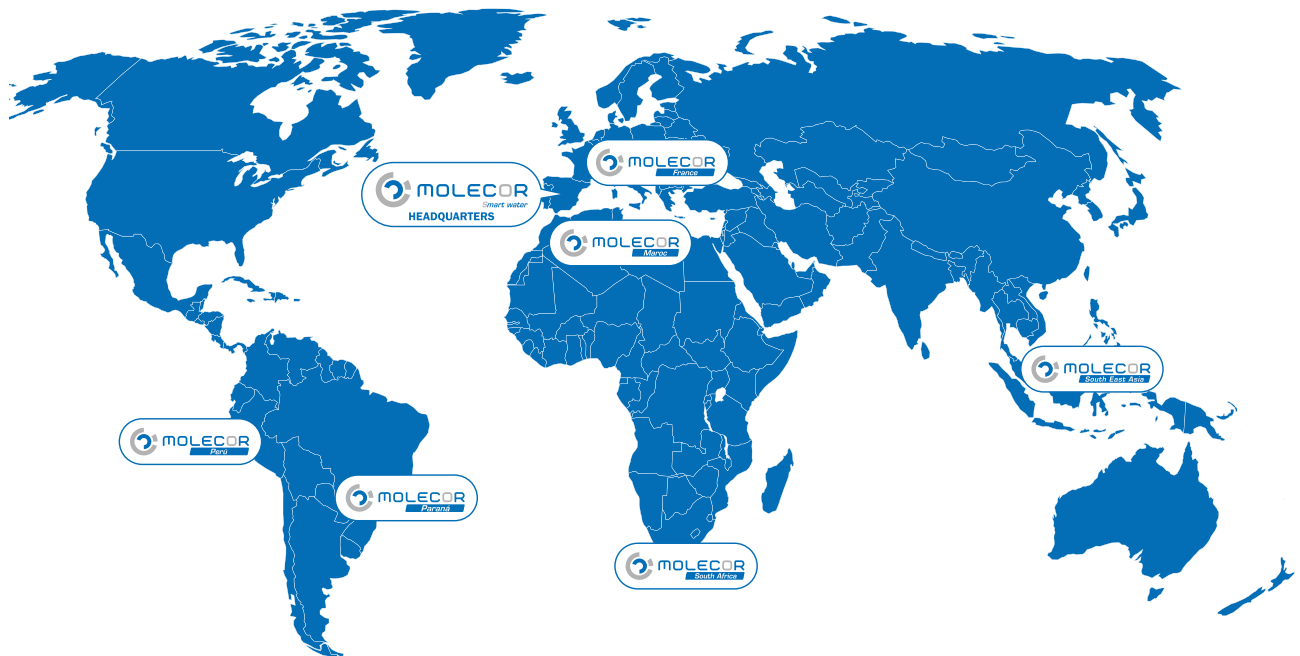 MOLECOR
France
MOLECOR
Smart water
HEADQUARTERS
MOLECOR
Maroc
MOLECOR
South East Asia
MOLECOR
Perú
MOLECOR
Paraná
MOLECOR
South Africa